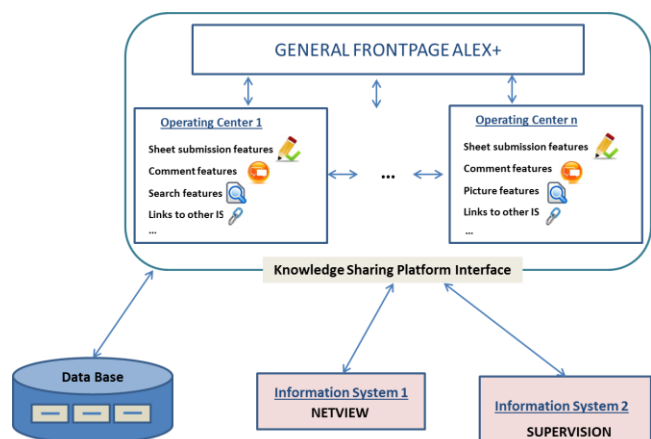 GENERAL FRONTPAGE ALEX+
Operating Center 1
Sheet submission features
Comment features
Search features
Links to other IS
...
...
Operating Center n
Sheet submission features
Comment features
Picture features
Links to other IS
...
Knowledge Sharing Platform Interface
Data Base
Information System 1
NETVIEW
Information System 2
SUPERVISION